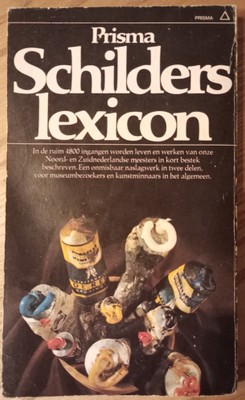 PRISMA
Prisma
Schilders
lexicon
In de ruim 4800 ingangen worden leven en werken van onze
Noord- en Zuidnederlandse meesters in kort bestek
beschreven. Een onmisbaar naslagwerk in twee delen,
voor museumbezoekers en kunstminnaars in het algemeen.